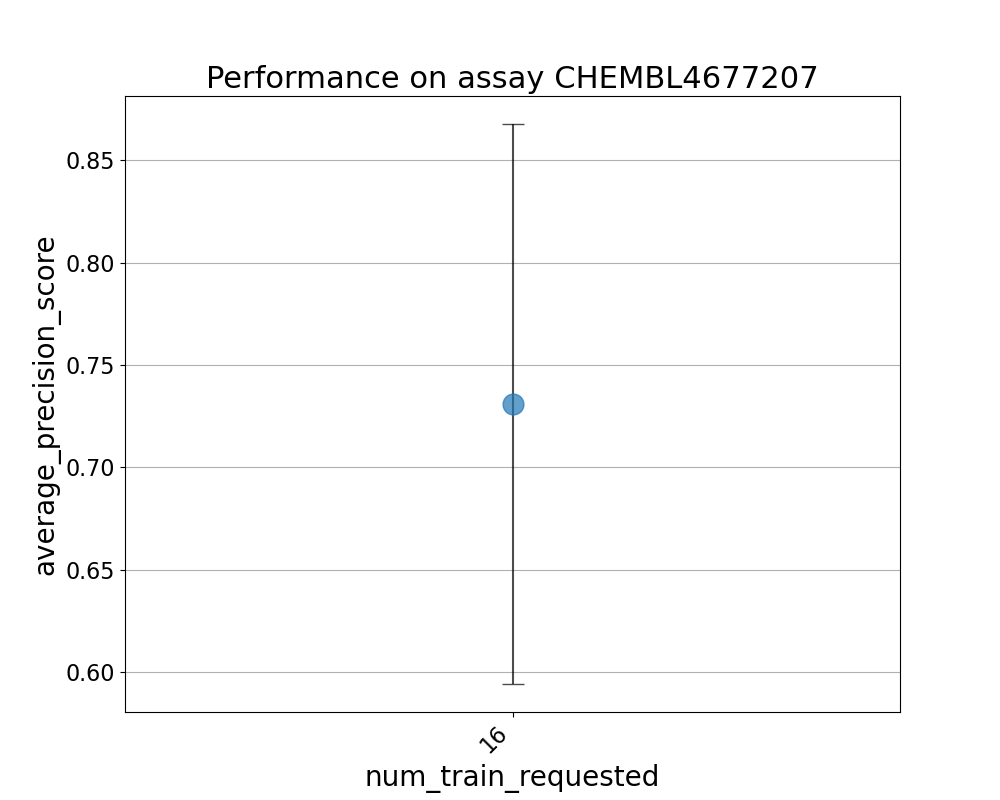 Performance on assay CHEMBL4677207
average_precision_score
0.85
0.80
0.75
0.70
0.65
0.60
16
num_train_requested